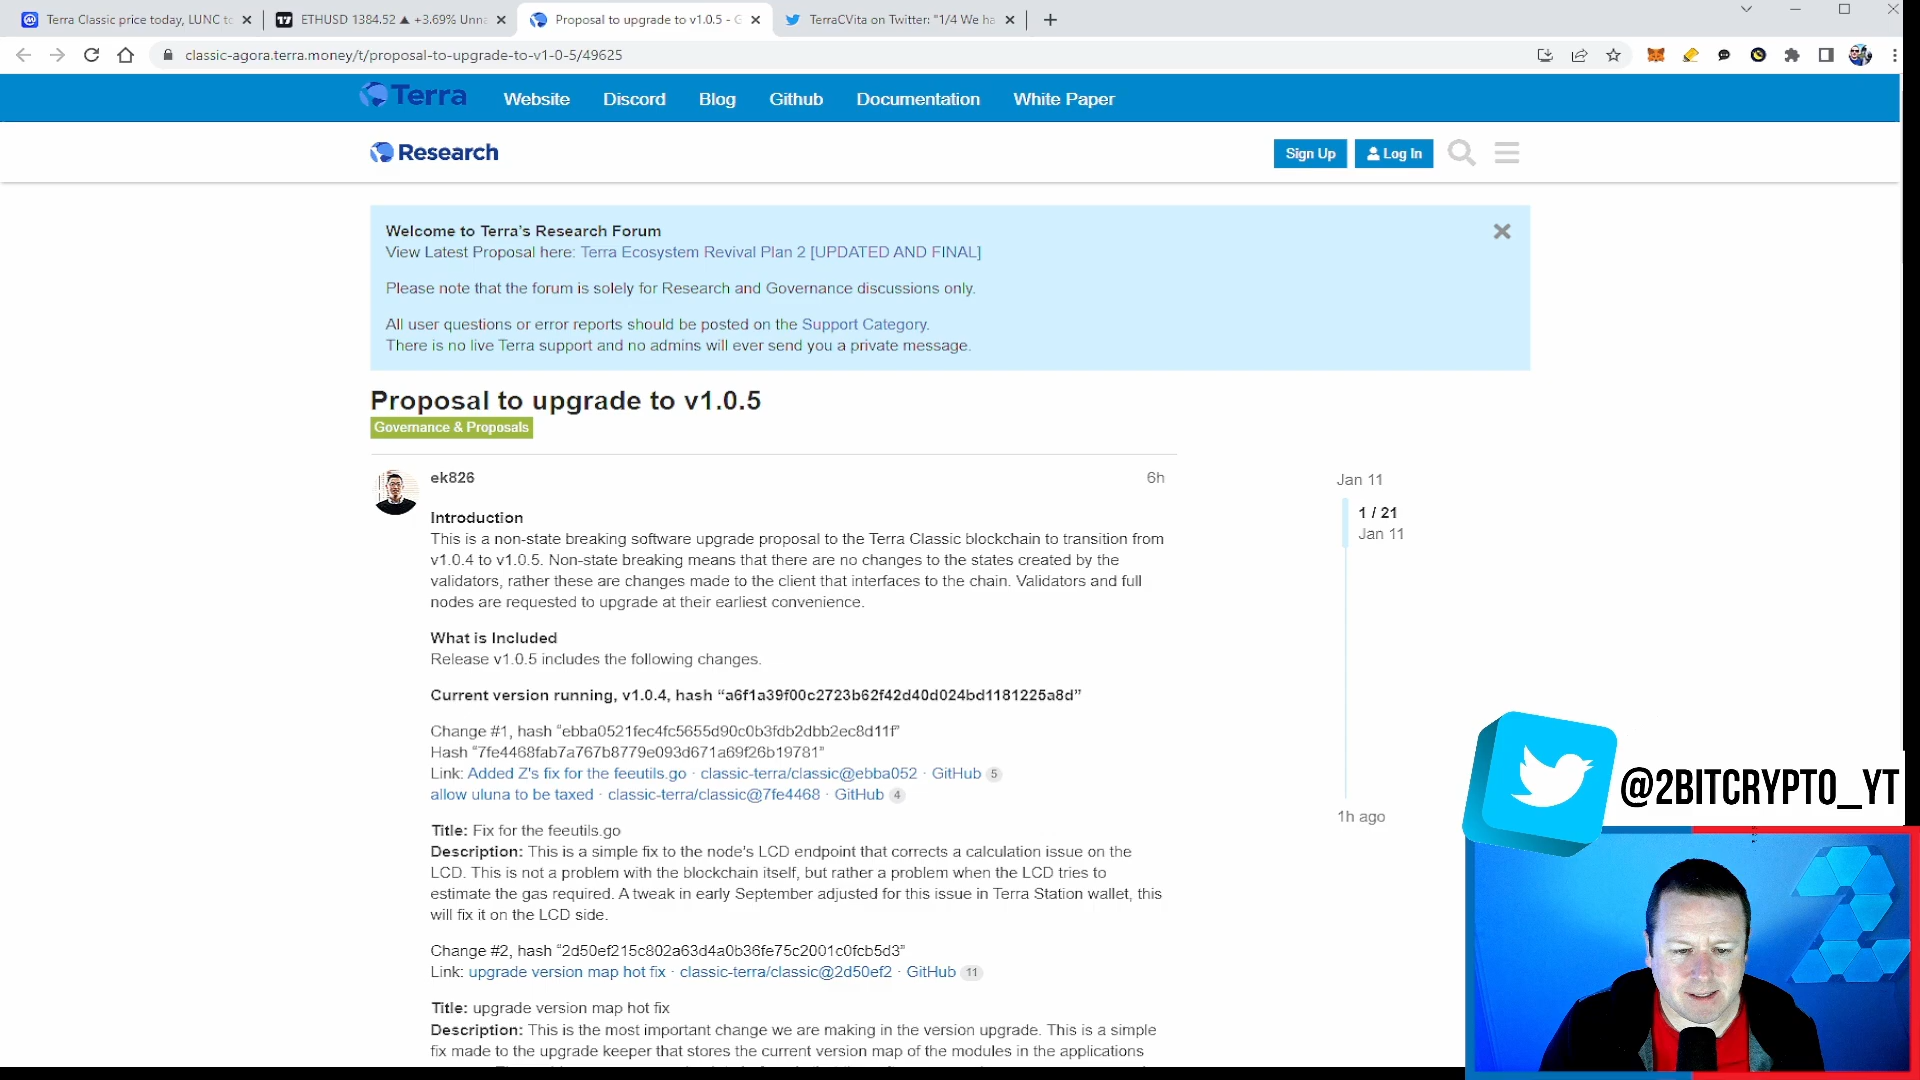 Terra Classic price today, LUNC to
ETHUSD 1384.52 ▲ +3.69% Unna
Proposal to upgrade to v1.0.5 - G
TerraCVita on Twitter: "1/4 We ha
classic-agora.terra.money/t/proposal-to-upgrade-to-v1-0-5/49625
Terra Website Discord Blog Github Documentation White Paper
Research
Sign Up Log In
Welcome to Terra's Research Forum
View Latest Proposal here: Terra Ecosystem Revival Plan 2 [UPDATED AND FINAL]
Please note that the forum is solely for Research and Governance discussions only.
All user questions or error reports should be posted on the Support Category.
There is no live Terra support and no admins will ever send you a private message.
Proposal to upgrade to v1.0.5
Governance & Proposals
ek826 6h
Introduction
This is a non-state breaking software upgrade proposal to the Terra Classic blockchain to transition from
v1.0.4 to v1.0.5. Non-state breaking means that there are no changes to the states created by the
validators, rather these are changes made to the client that interfaces to the chain. Validators and full
nodes are requested to upgrade at their earliest convenience.
What is Included
Release v1.0.5 includes the following changes.
Current version running, v1.0.4, hash “a6f1a39f00c2723b62f42d40d024bd1181225a8d”
Change #1, hash “ebba0521fec4fc5655d90c0b3fdb2dbb2ec8d11f”
Hash “7fe4468fab7a767b8779e093d671a69f26b19781”
Link: Added Z's fix for the feeutils.go · classic-terra/classic@ebba052 · GitHub 5
allow uluna to be taxed · classic-terra/classic@7fe4468 · GitHub 4
Title: Fix for the feeutils.go
Description: This is a simple fix to the node’s LCD endpoint that corrects a calculation issue on the
LCD. This is not a problem with the blockchain itself, but rather a problem when the LCD tries to
estimate the gas required. A tweak in early September adjusted for this issue in Terra Station wallet, this
will fix it on the LCD side.
Change #2, hash “2d50ef215c802a63d4a0b36fe75c2001c0fcb5d3”
Link: upgrade version map hot fix · classic-terra/classic@2d50ef2 · GitHub 11
Title: upgrade version map hot fix
Description: This is the most important change we are making in the version upgrade. This is a simple
fix made to the upgrade keeper that stores the current version map of the modules in the applications
Jan 11
1 / 21
Jan 11
1h ago
@2BITCRYPTO_YT